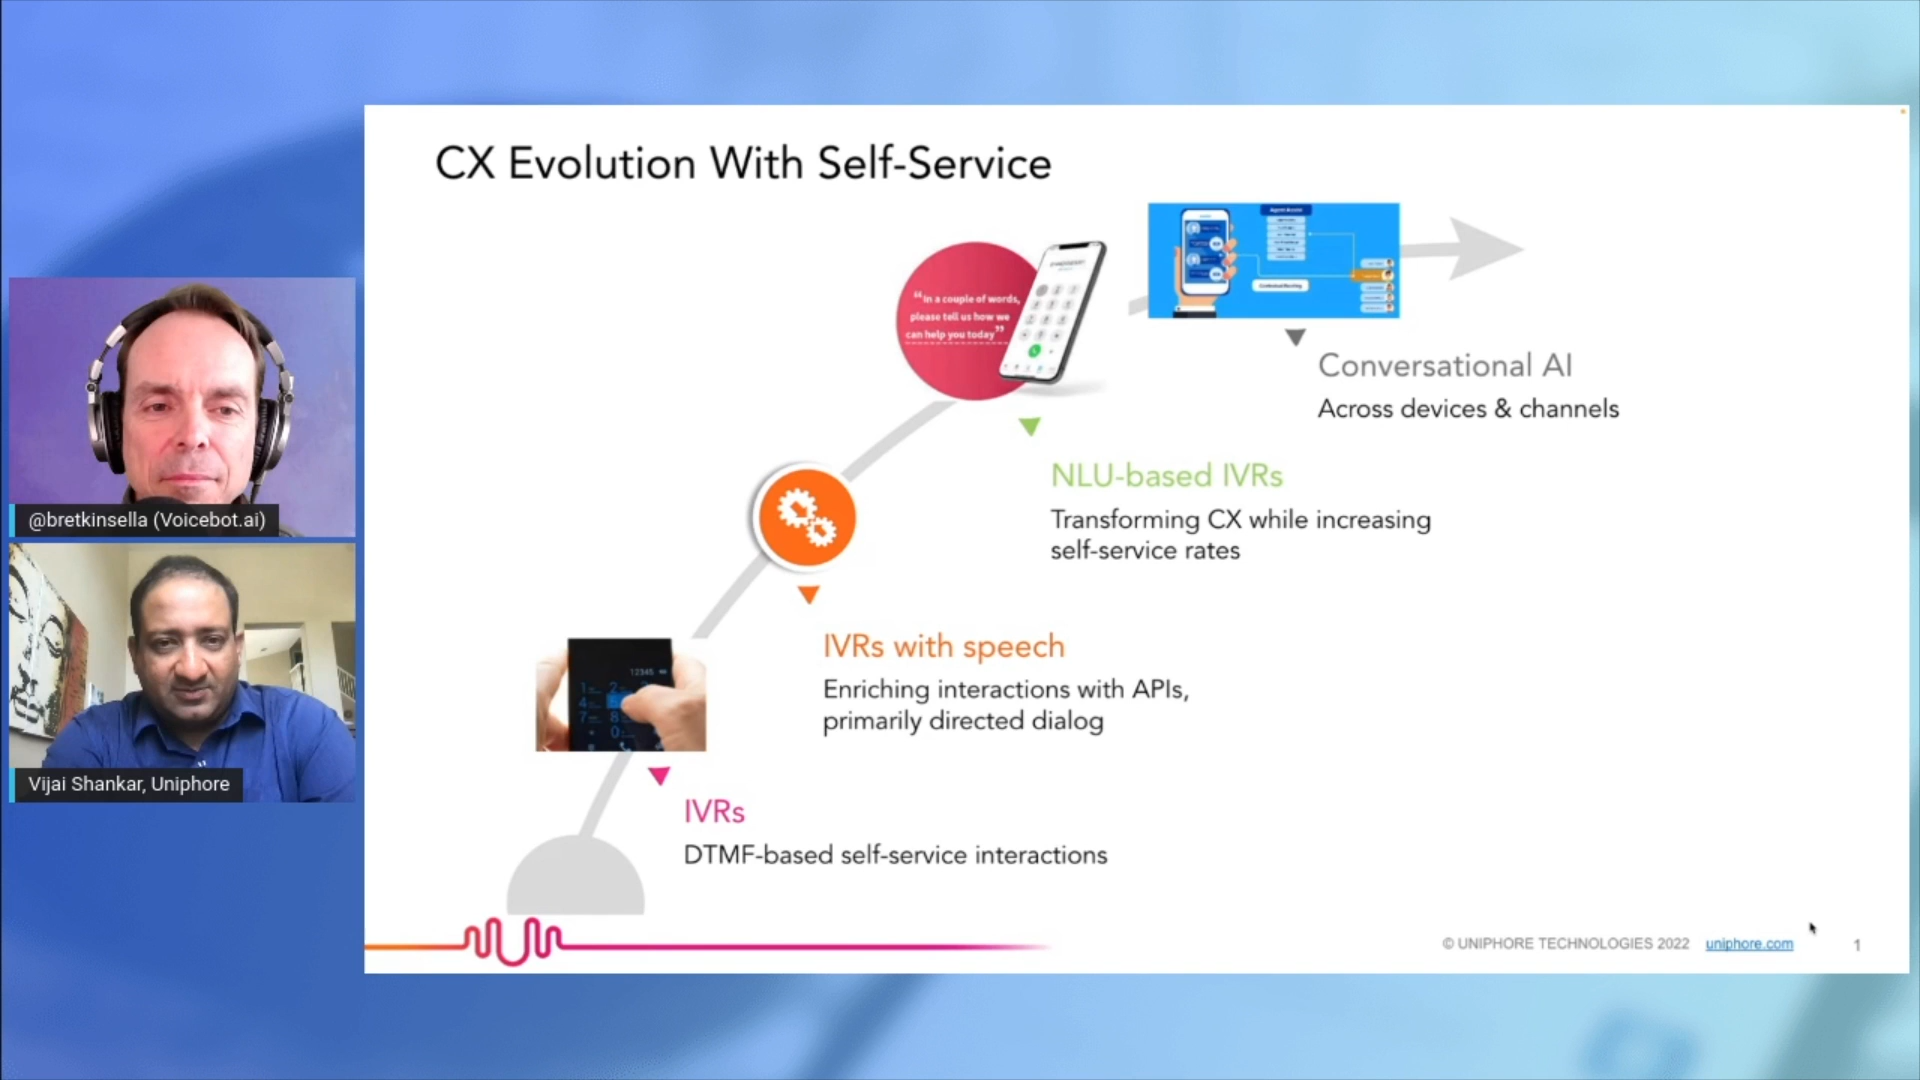 CX Evolution With Self-Service
“In a couple of words,
please tell us how we
can help you today”
Conversational AI
Across devices & channels
NLU-based IVRs
Transforming CX while increasing
self-service rates
IVRs with speech
Enriching interactions with APIs,
primarily directed dialog
12345
IVRs
DTMF-based self-service interactions
@bretkinsella (Voicebot.ai)
Vijai Shankar, Uniphore
© UNIPHORE TECHNOLOGIES 2022 uniphore.com 1